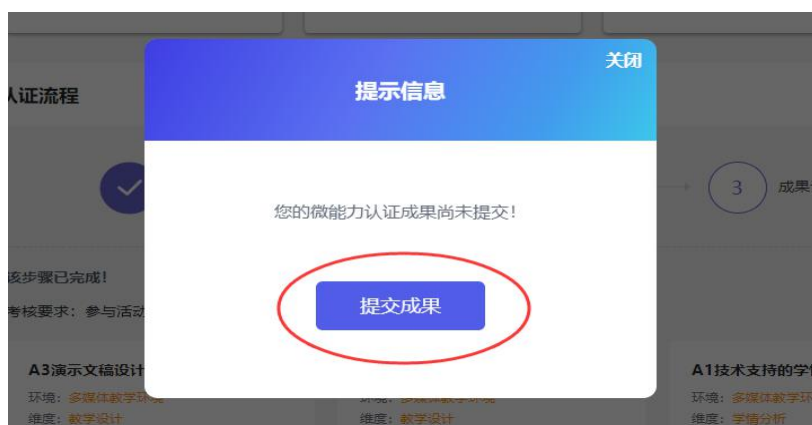 关闭
提示信息
认证流程
3
成果
您的微能力认证成果尚未提交！
该步骤已完成！
提交成果
考核要求：参与活动
A3演示文稿设计
A1技术支持的学
环境：多媒体教学环境
环境：多媒体教学环境
环境：多媒体教学环
维度：教学设计
维度：教学设计
维度：学情分析